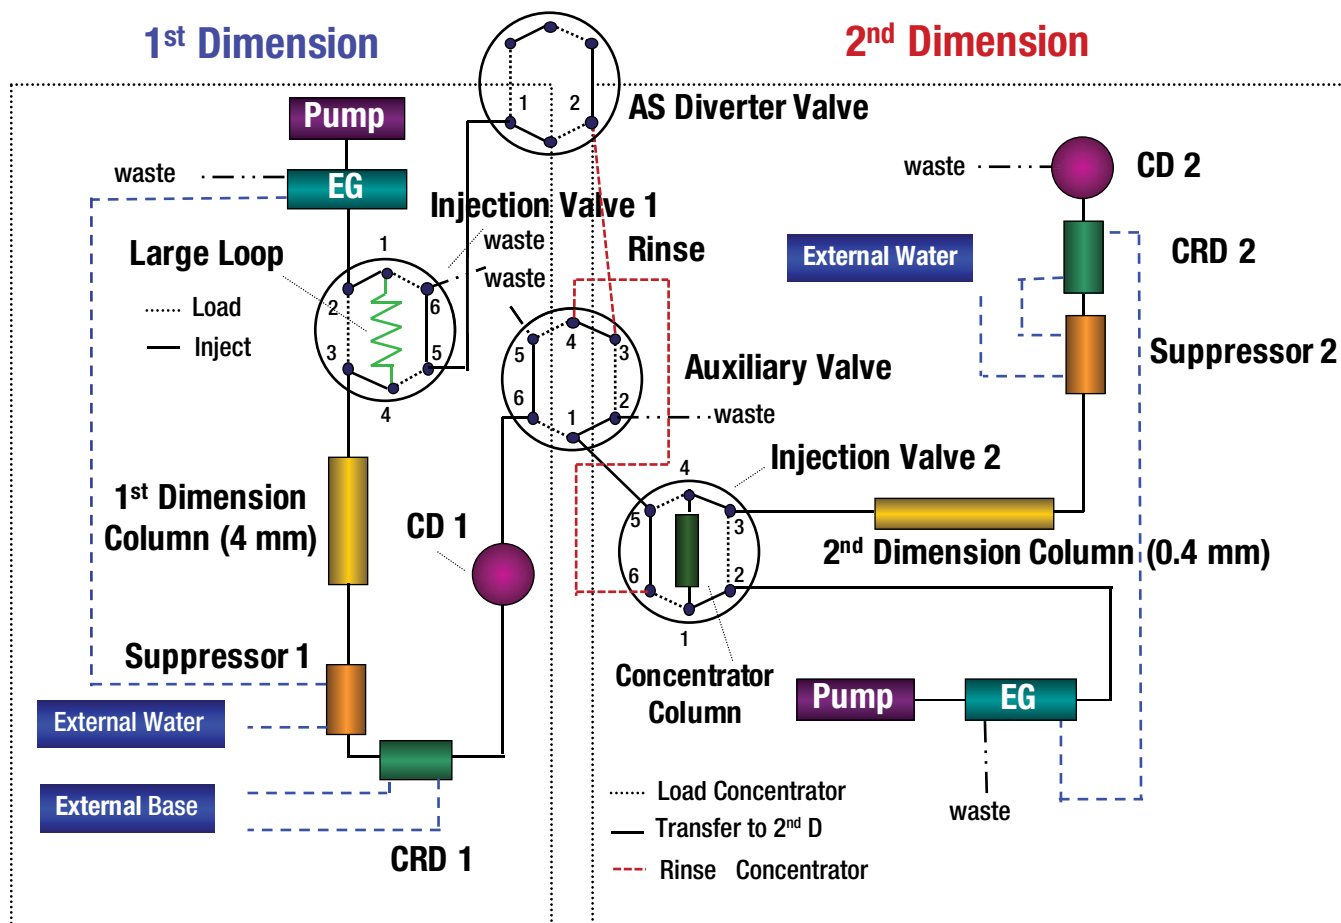 1st Dimension
2nd Dimension
Pump
1
2
AS Diverter Valve
waste
EG
waste
CD 2
Injection Valve 1
1
waste
Rinse
External Water
CRD 2
Large Loop
waste
2
6
Load
4
5
3
Inject
3
5
Suppressor 2
4
Auxiliary Valve
6
1
2
waste
4
Injection Valve 2
1st Dimension
Column (4 mm)
CD 1
5
3
2nd Dimension Column (0.4 mm)
6
2
1
Suppressor 1
Concentrator
Column
Pump
EG
External Water
External Base
Load Concentrator
waste
Transfer to 2nd D
CRD 1
Rinse Concentrator